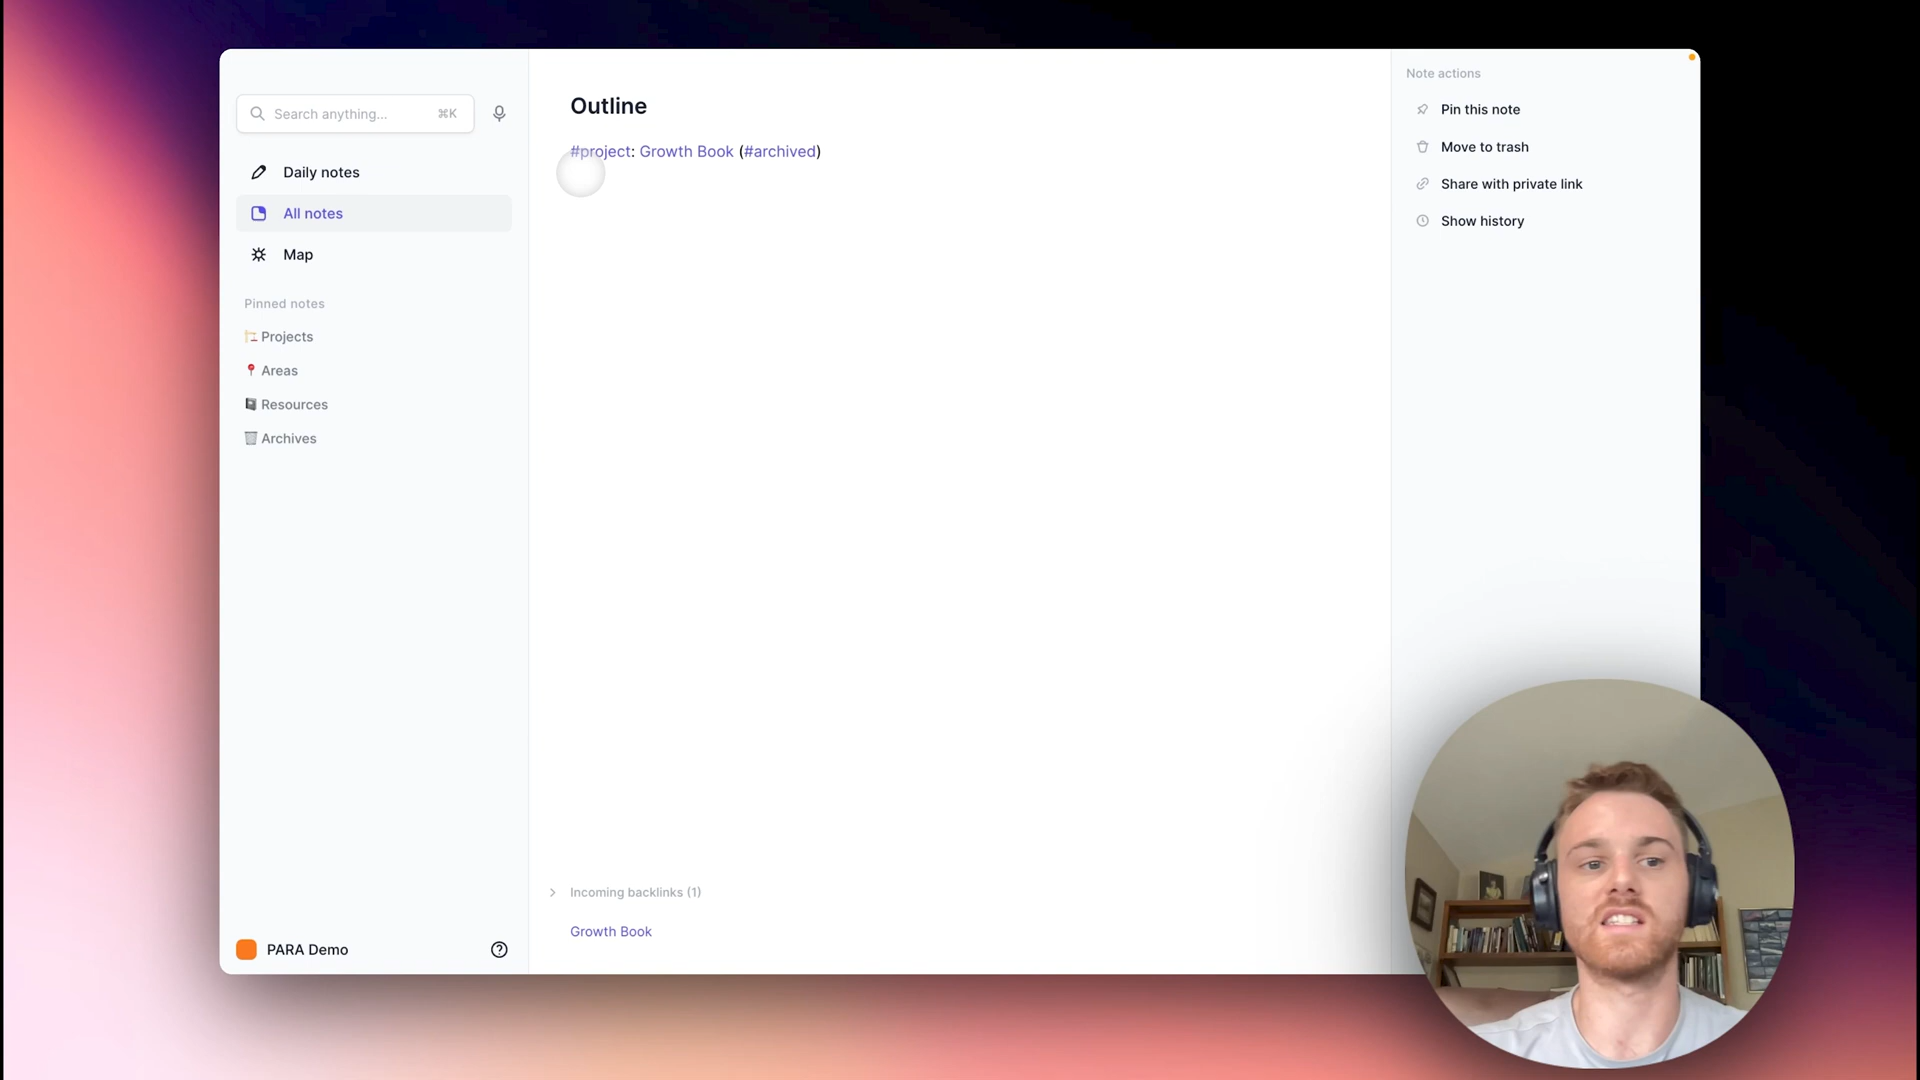 Search anything...
⌘K
Daily notes
All notes
Map
Pinned notes
Projects
Areas
Resources
Archives
PARA Demo
Outline
#project: Growth Book (#archived)
Incoming backlinks (1)
Growth Book
Note actions
Pin this note
Move to trash
Share with private link
Show history